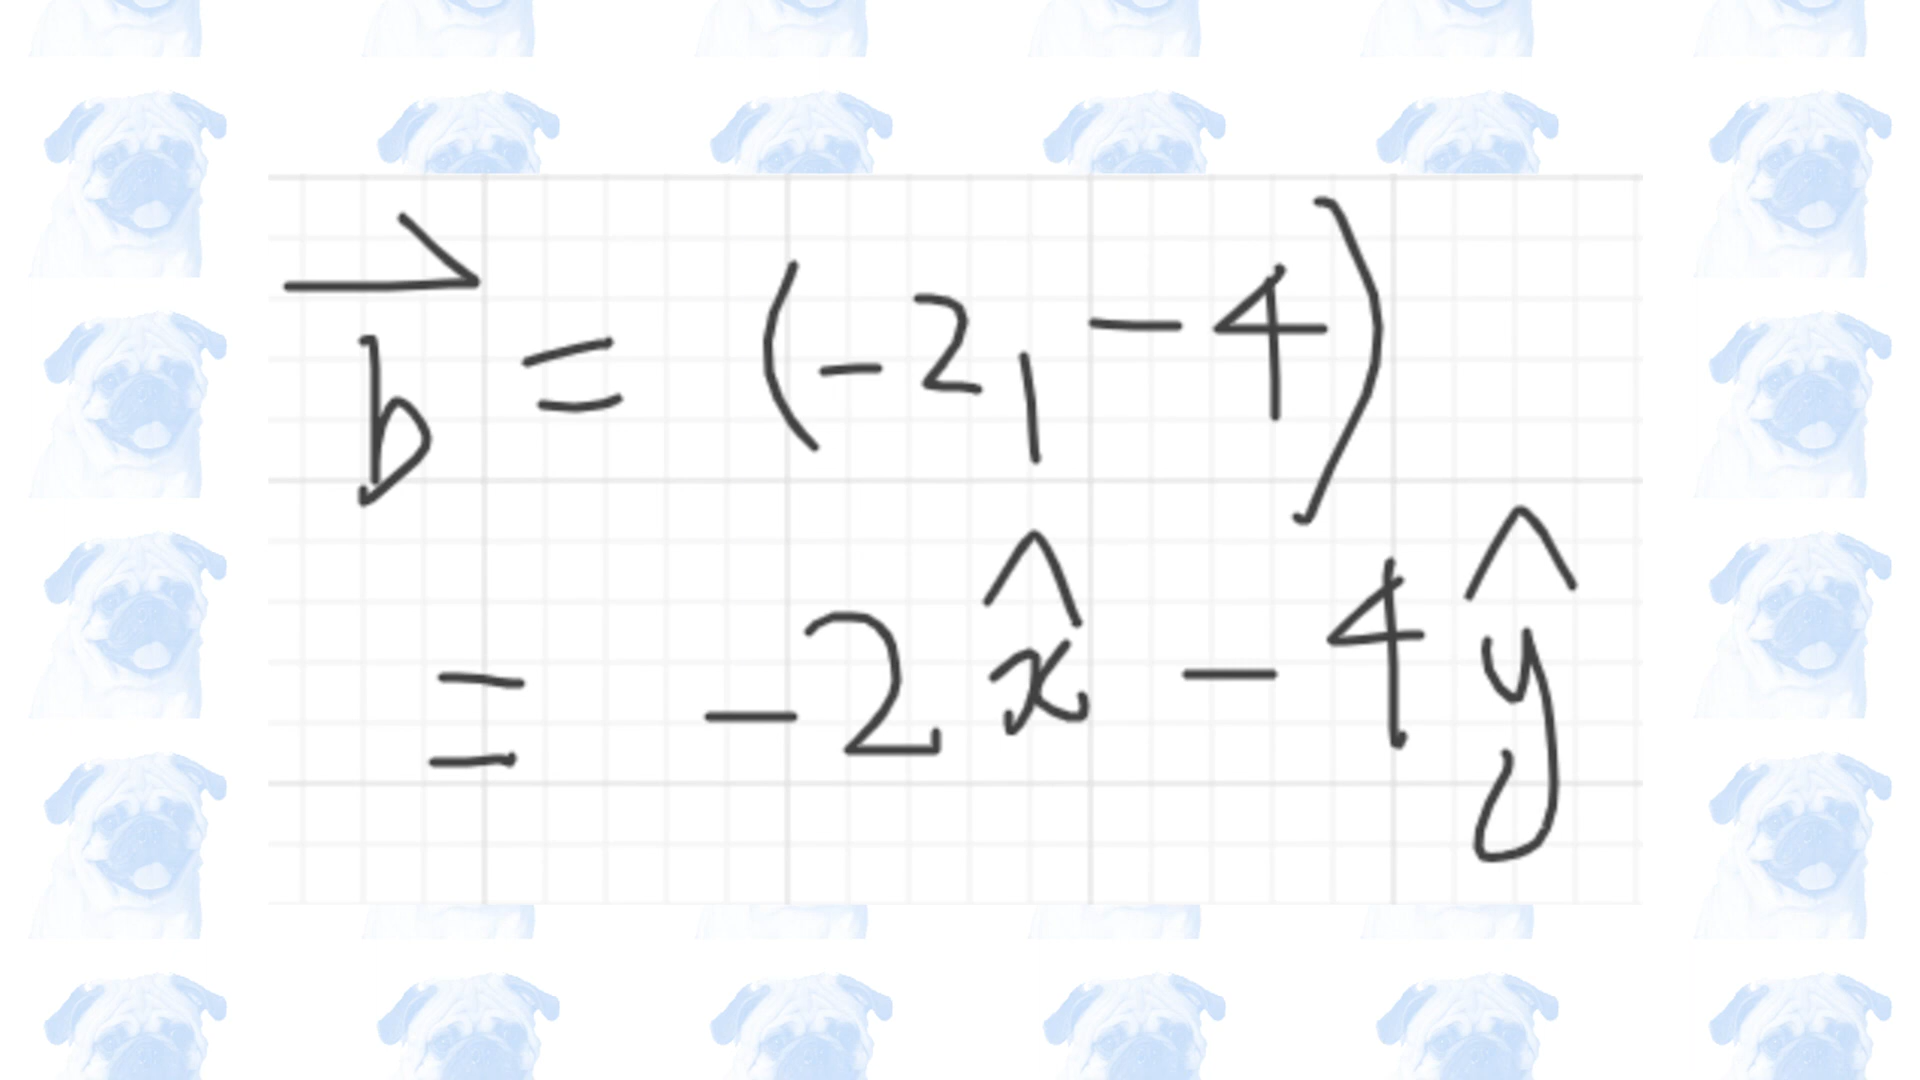 b⃗ = (-2, -4)
= -2x̂ - 4ŷ